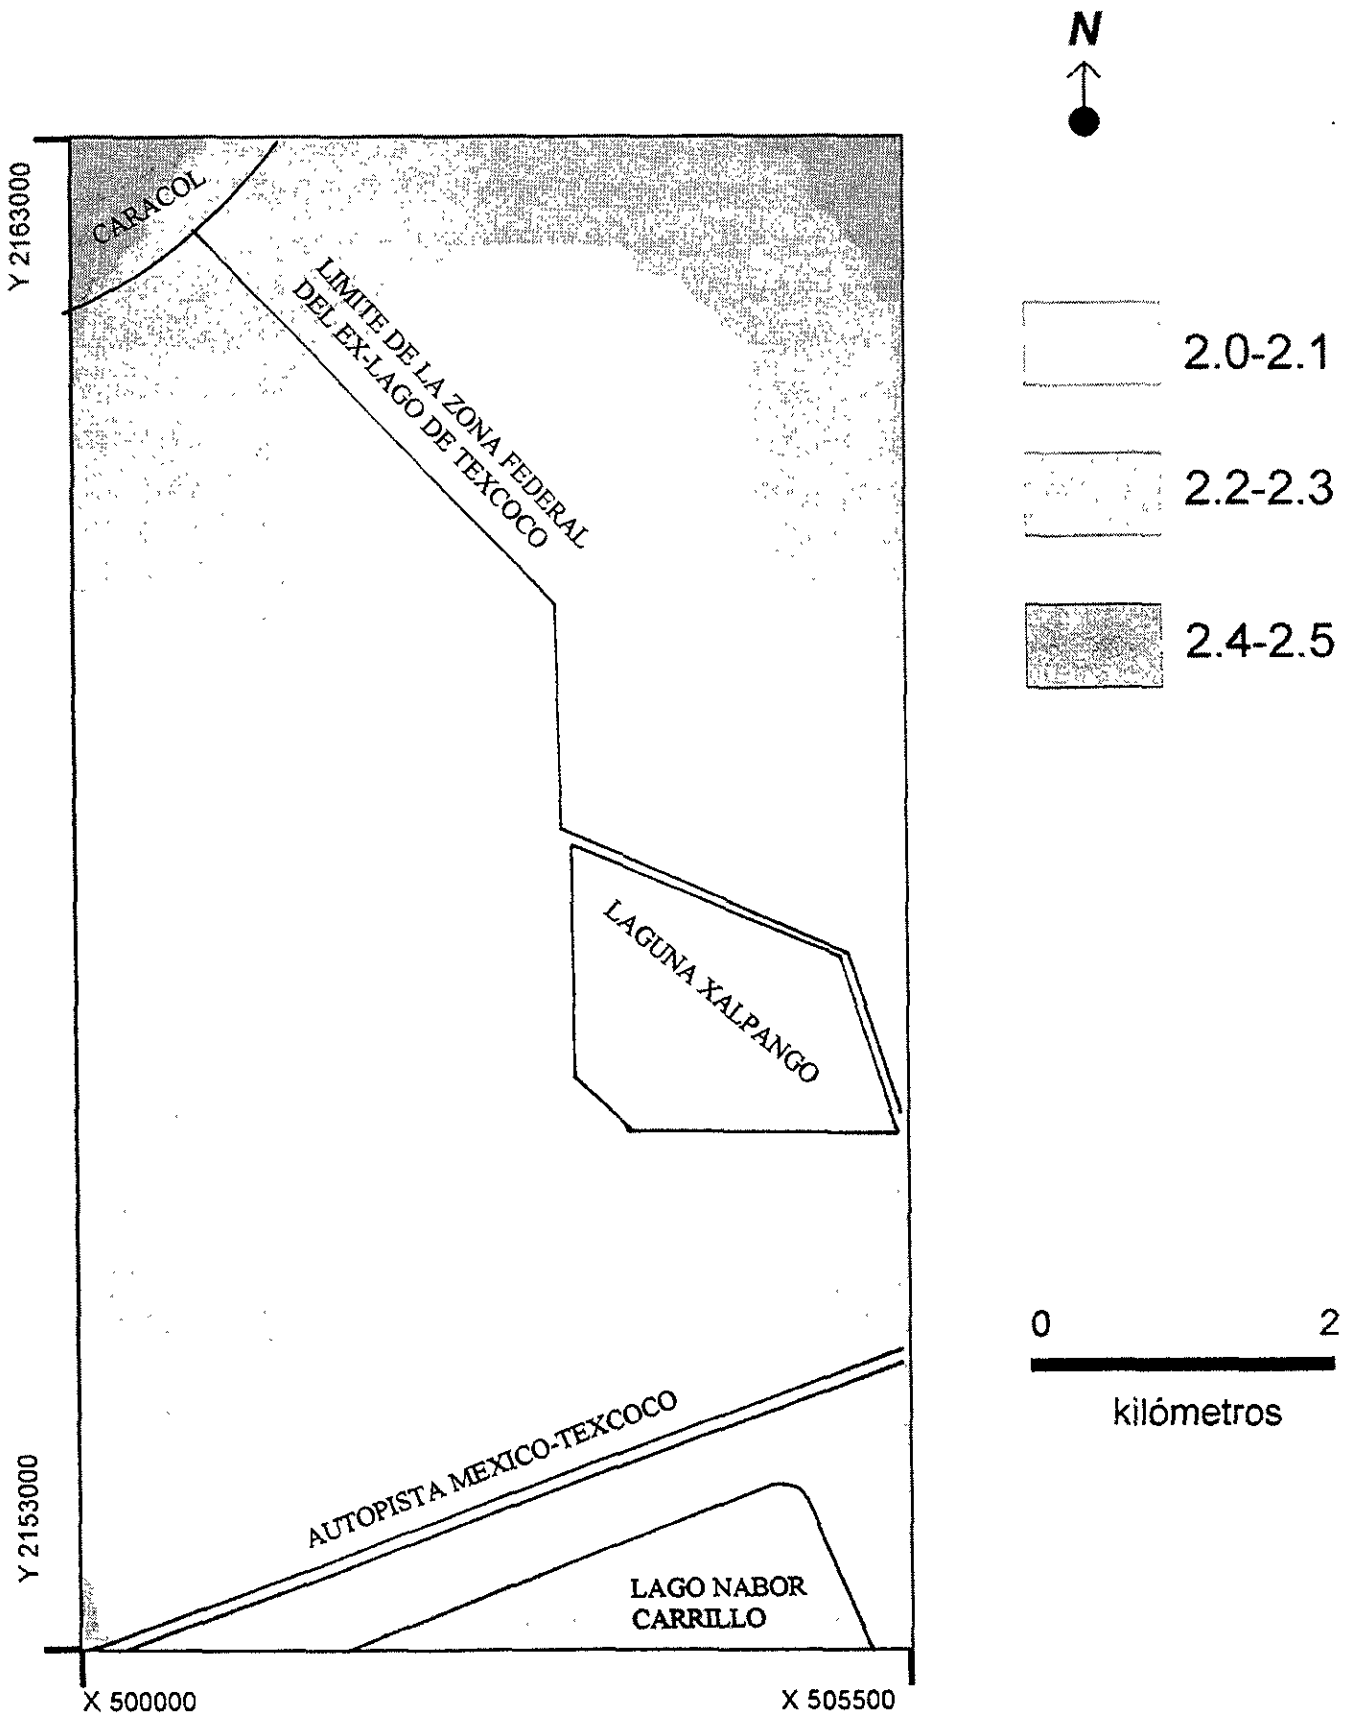 N
Y 2163000
CARACOL
LIMITE DE LA ZONA FEDERAL
DEL EX-LAGO DE TEXCOCO
2.0-2.1
2.2-2.3
2.4-2.5
LAGUNA XALPANGO
0 2
kilómetros
AUTOPISTA MEXICO-TEXCOCO
Y 2153000
LAGO NABOR
CARRILLO
X 500000
X 505500